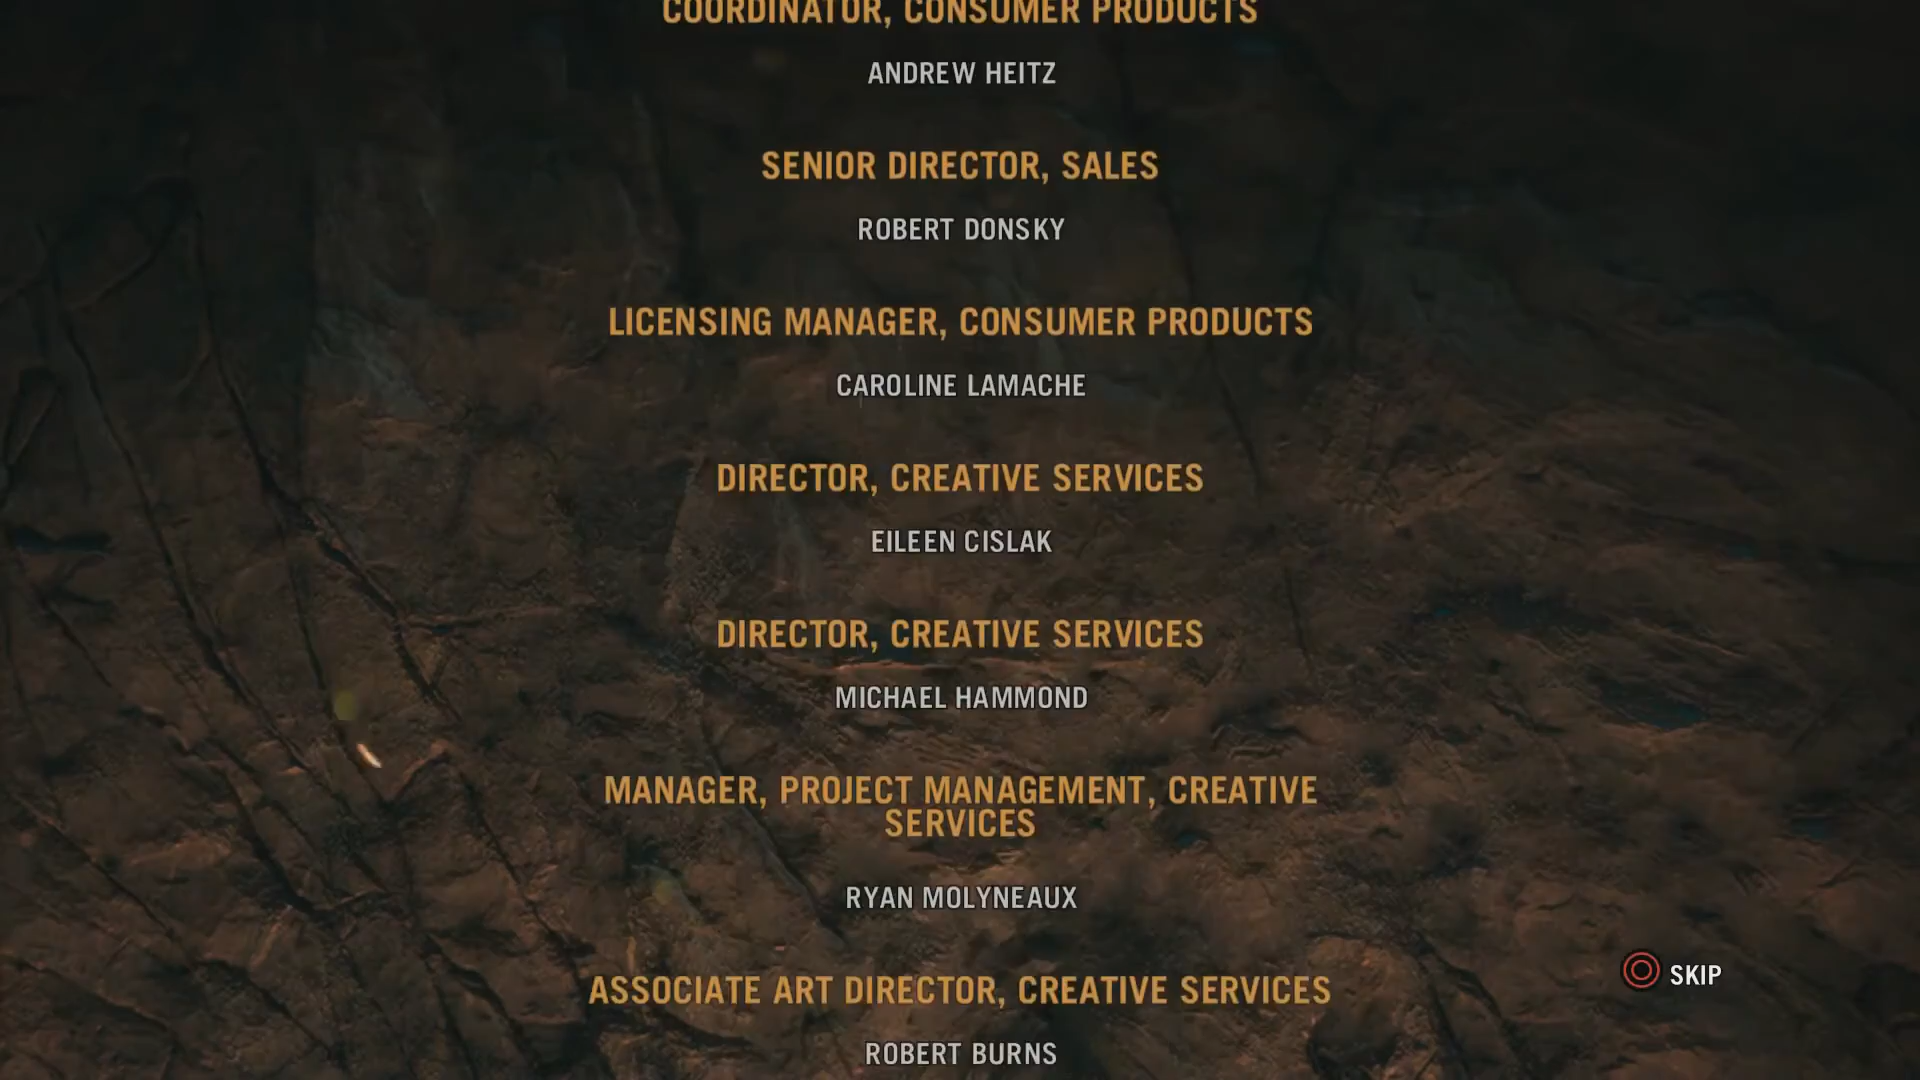 COORDINATOR, CONSUMER PRODUCTS
ANDREW HEITZ
SENIOR DIRECTOR, SALES
ROBERT DONSKY
LICENSING MANAGER, CONSUMER PRODUCTS
CAROLINE LAMACHE
DIRECTOR, CREATIVE SERVICES
EILEEN CISLAK
DIRECTOR, CREATIVE SERVICES
MICHAEL HAMMOND
MANAGER, PROJECT MANAGEMENT, CREATIVE
SERVICES
RYAN MOLYNEAUX
ASSOCIATE ART DIRECTOR, CREATIVE SERVICES
SKIP
ROBERT BURNS